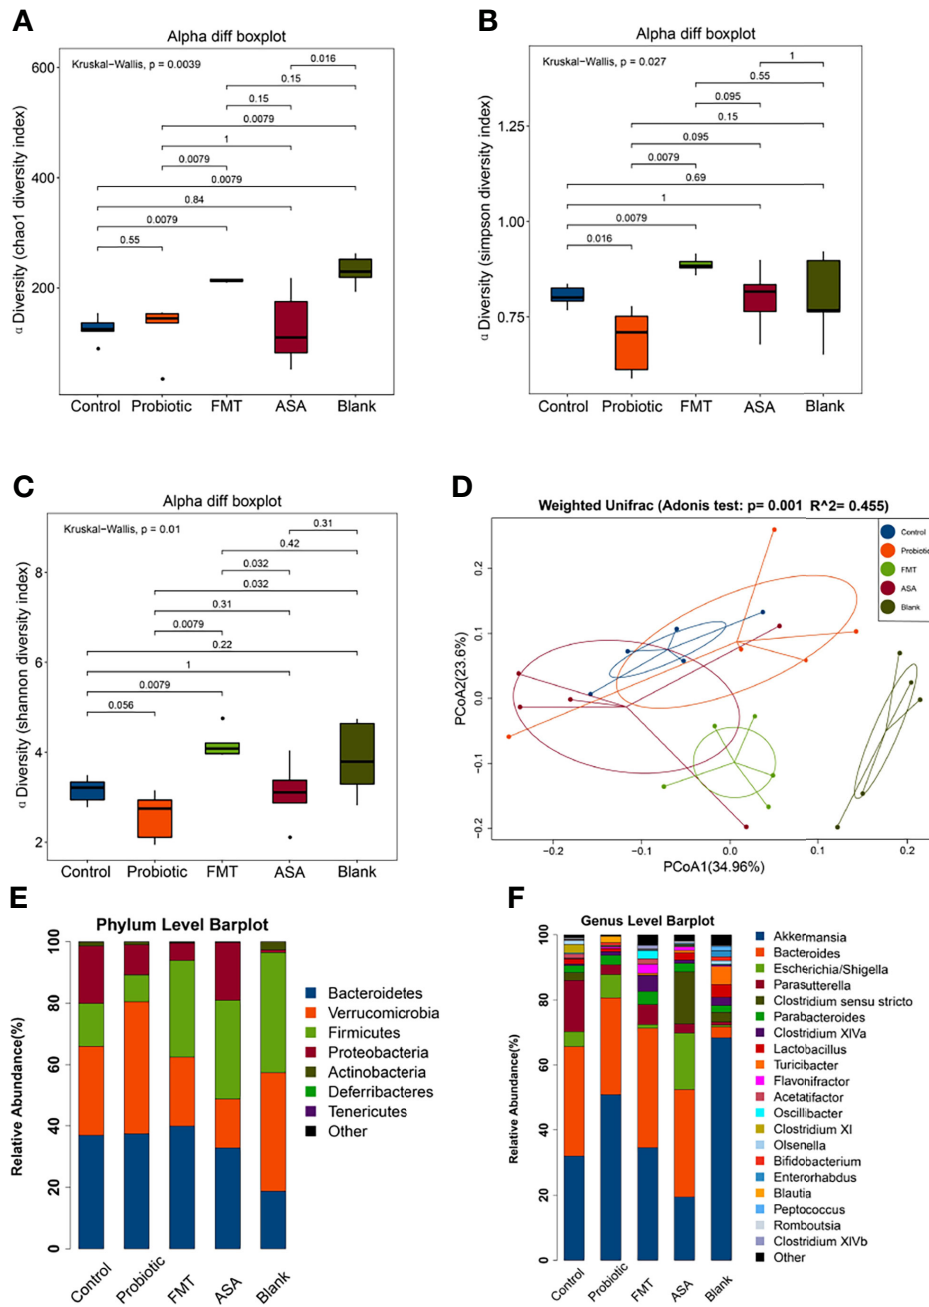 A
Alpha diff boxplot
Kruskal−Wallis, p = 0.0039
0.016
0.15
0.15
0.0079
1
0.0079
0.0079
0.84
0.0079
0.55
600
400
200
α Diversity (chao1 diversity index)
Control Probiotic FMT ASA Blank
B
Alpha diff boxplot
Kruskal−Wallis, p = 0.027
1
0.55
0.095
0.15
0.095
0.0079
0.69
1
0.0079
0.016
1.25
1.00
0.75
α Diversity (simpson diversity index)
Control Probiotic FMT ASA Blank
C
Alpha diff boxplot
Kruskal−Wallis, p = 0.01
0.31
0.42
0.032
0.032
0.31
0.0079
0.22
1
0.0079
0.056
8
6
4
2
α Diversity (shannon diversity index)
Control Probiotic FMT ASA Blank
D
Weighted Unifrac (Adonis test: p= 0.001 R^2= 0.455)
Control
Probiotic
FMT
ASA
Blank
0.2
0.1
0.0
−0.1
−0.2
PCoA2(23.6%)
−0.2 −0.1 0.0 0.1 0.2
PCoA1(34.96%)
E
Phylum Level Barplot
100
80
60
40
20
0
Relative Abundance(%)
Control Probiotic FMT ASA Blank
Bacteroidetes
Verrucomicrobia
Firmicutes
Proteobacteria
Actinobacteria
Deferribacteres
Tenericutes
Other
F
Genus Level Barplot
100
80
60
40
20
0
Relative Abundance(%)
Control Probiotic FMT ASA Blank
Akkermansia
Bacteroides
Escherichia/Shigella
Parasutterella
Clostridium sensu stricto
Parabacteroides
Clostridium XIVa
Lactobacillus
Turicibacter
Flavonifractor
Acetatifactor
Oscillibacter
Clostridium XI
Olsenella
Bifidobacterium
Enterorhabdus
Blautia
Peptococcus
Romboutsia
Clostridium XIVb
Other